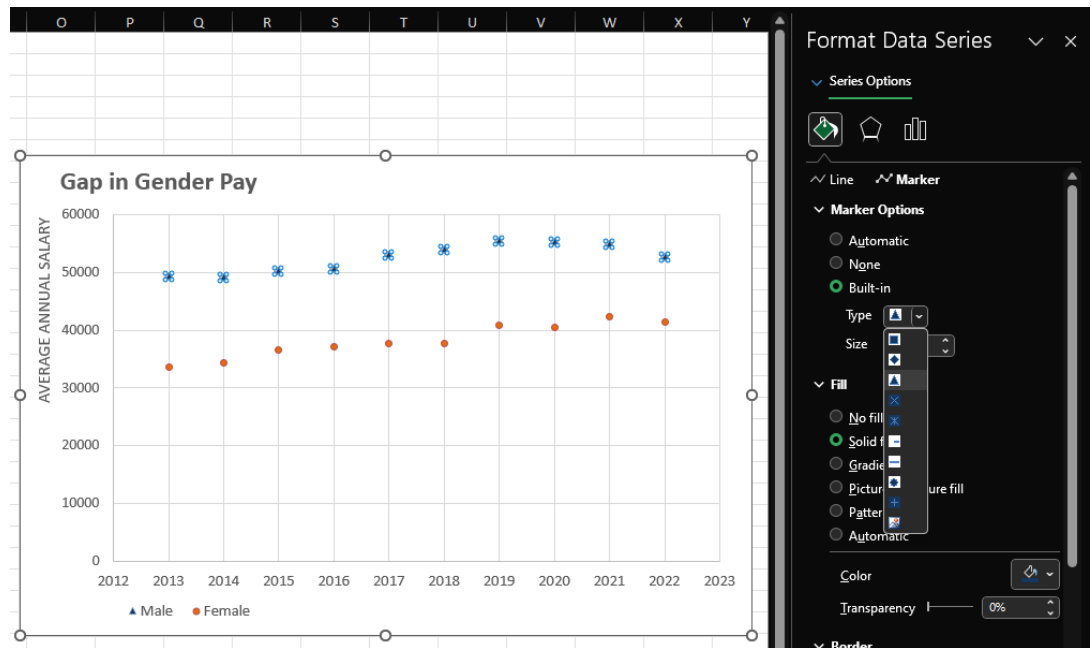 O P Q R S T U V W X Y
Gap in Gender Pay
AVERAGE ANNUAL SALARY
60000
50000
40000
30000
20000
10000
0
2012 2013 2014 2015 2016 2017 2018 2019 2020 2021 2022 2023
Male Female
Format Data Series
Series Options
Line Marker
Marker Options
Automatic
None
Built-in
Type
Size
Fill
No fill
Solid f
Gradie
Pictur ure fill
Patter
Automatic
Color
Transparency 0%
Border